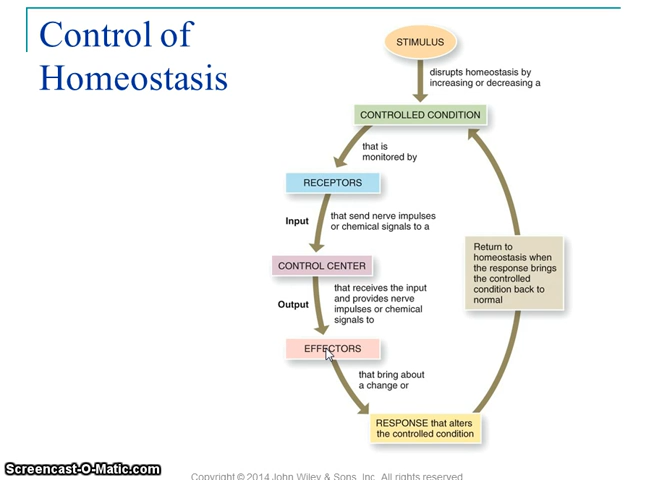 Control of
Homeostasis
STIMULUS
disrupts homeostasis by
increasing or decreasing a
CONTROLLED CONDITION
that is
monitored by
RECEPTORS
Input
that send nerve impulses
or chemical signals to a
CONTROL CENTER
Output
that receives the input
and provides nerve
impulses or chemical
signals to
EFFECTORS
that bring about
a change or
RESPONSE that alters
the controlled condition
Return to
homeostasis when
the response brings
the controlled
condition back to
normal
Screencast-O-Matic.com
Copyright © 2014 John Wiley & Sons, Inc. All rights reserved.